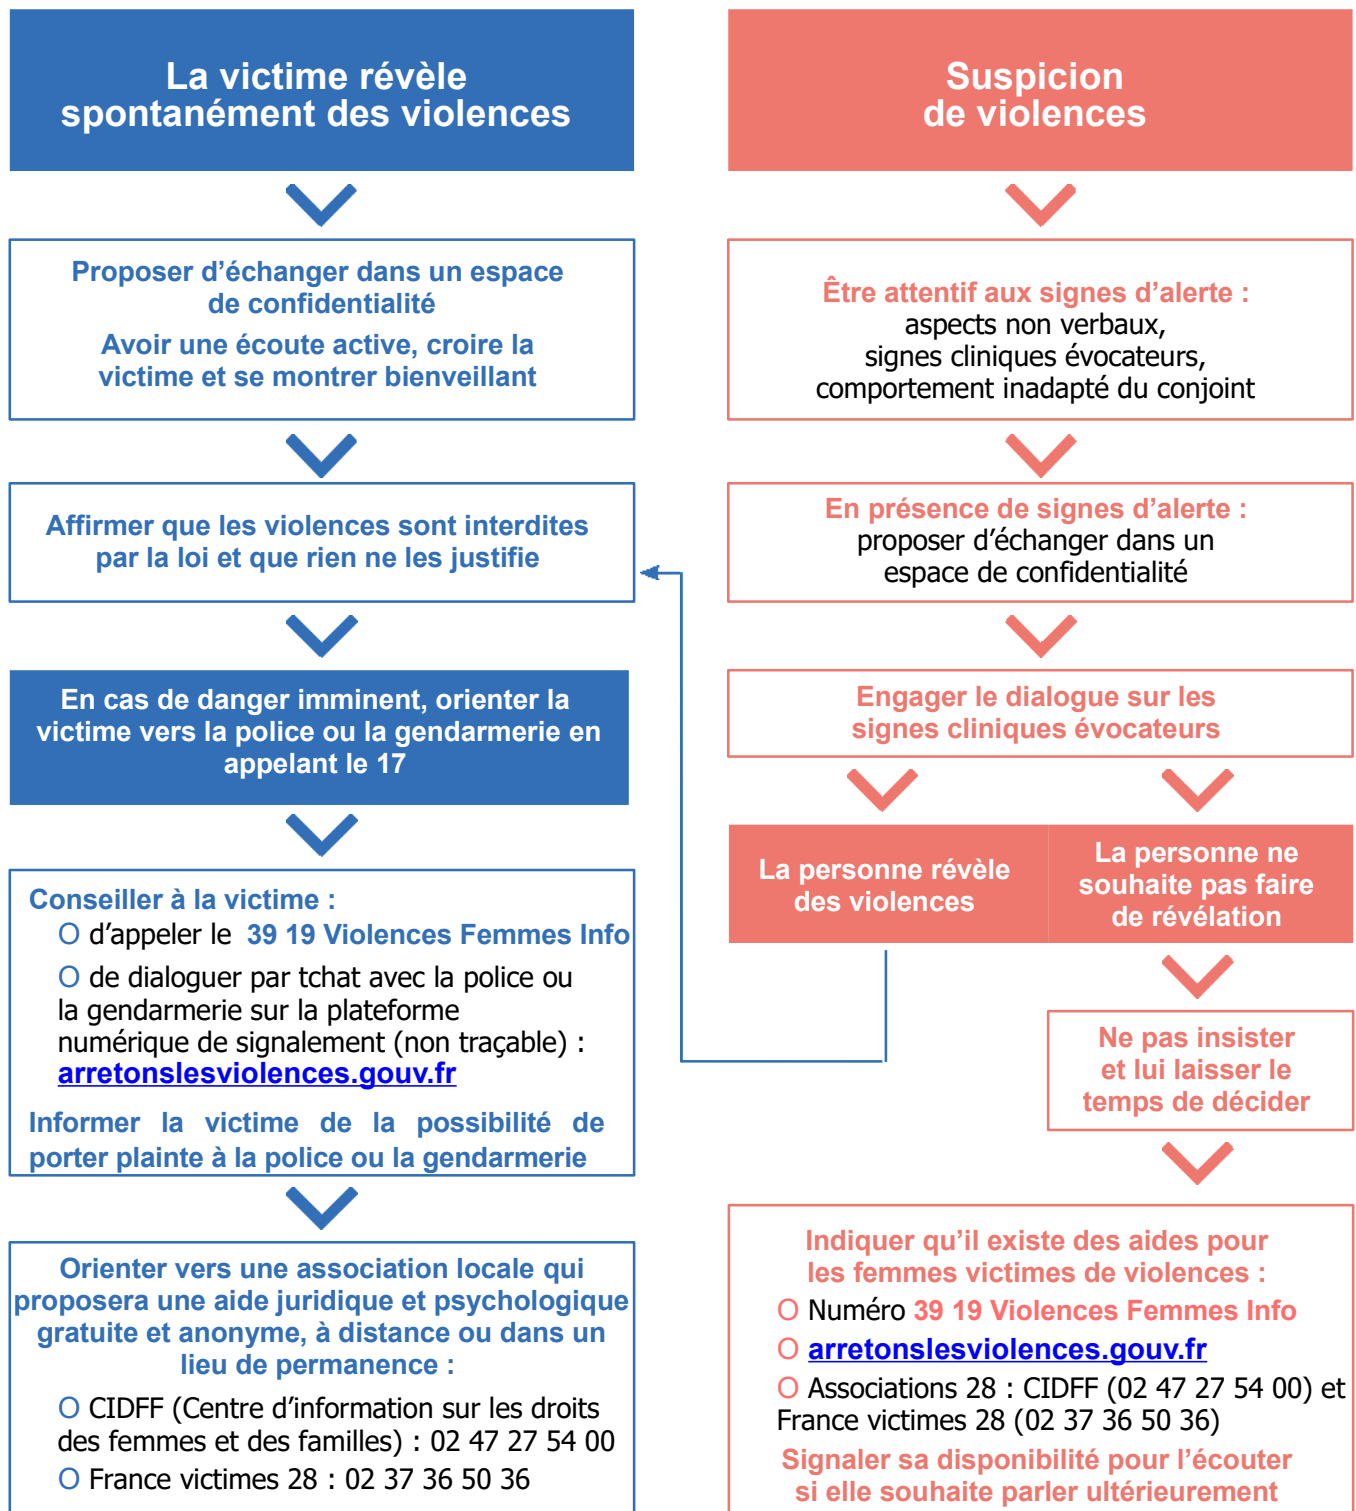 La victime révèle
spontanément des violences
Proposer d'échanger dans un espace
de confidentialité
Avoir une écoute active, croire la
victime et se montrer bienveillant
Affirmer que les violences sont interdites
par la loi et que rien ne les justifie
En cas de danger imminent, orienter la
victime vers la police ou la gendarmerie en
appelant le 17
Conseiller à la victime :
O d'appeler le 39 19 Violences Femmes Info
O de dialoguer par tchat avec la police ou
la gendarmerie sur la plateforme
numérique de signalement (non traçable) :
arretonslesviolences.gouv.fr
Informer la victime de la possibilité de
porter plainte à la police ou la gendarmerie
Orienter vers une association locale qui
proposera une aide juridique et psychologique
gratuite et anonyme, à distance ou dans un
lieu de permanence :
O CIDFF (Centre d'information sur les droits
des femmes et des familles) : 02 47 27 54 00
O France victimes 28 : 02 37 36 50 36
Suspicion
de violences
Être attentif aux signes d'alerte :
aspects non verbaux,
signes cliniques évocateurs,
comportement inadapté du conjoint
En présence de signes d'alerte :
proposer d'échanger dans un
espace de confidentialité
Engager le dialogue sur les
signes cliniques évocateurs
La personne révèle
des violences
La personne ne
souhaite pas faire
de révélation
Ne pas insister
et lui laisser le
temps de décider
Indiquer qu'il existe des aides pour
les femmes victimes de violences :
O Numéro 39 19 Violences Femmes Info
O arretonslesviolences.gouv.fr
O Associations 28 : CIDFF (02 47 27 54 00) et
France victimes 28 (02 37 36 50 36)
Signaler sa disponibilité pour l'écouter
si elle souhaite parler ultérieurement